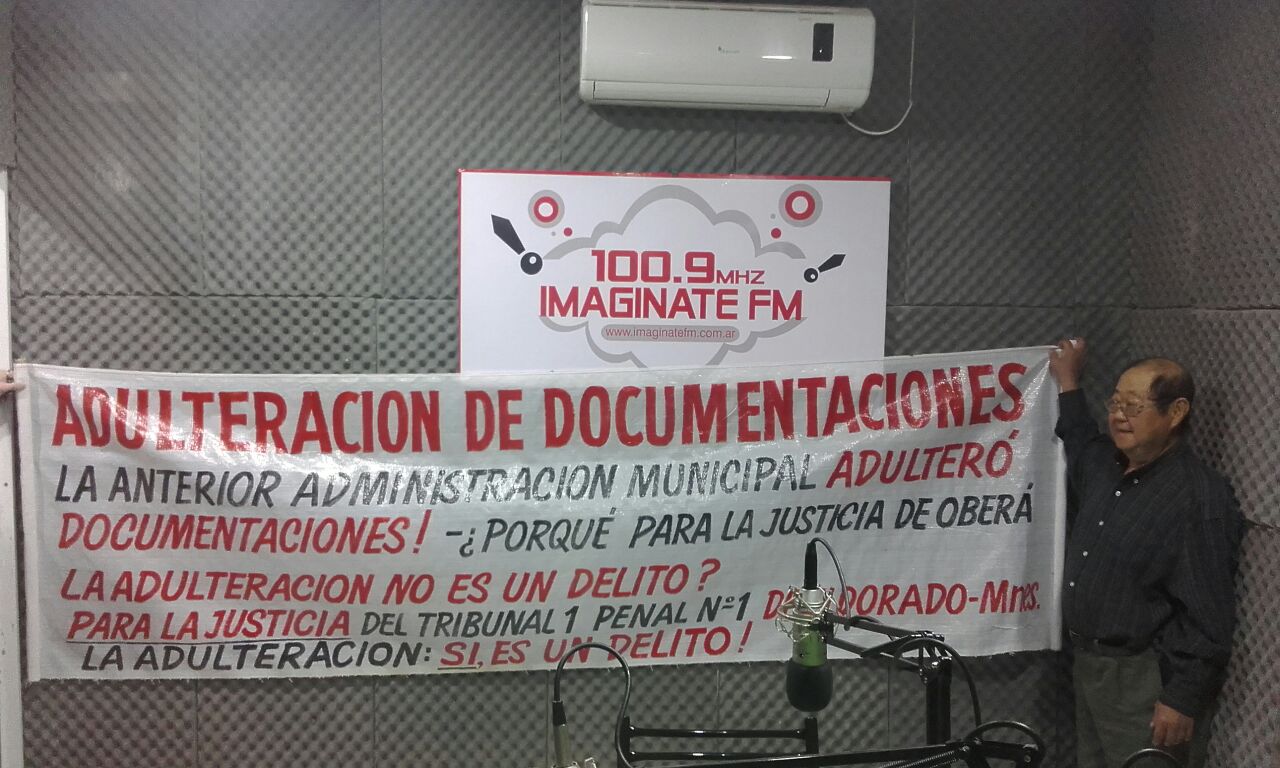 100.9 MHZ
IMAGINATE FM
www.imaginatefm.com.ar
ADULTERACION DE DOCUMENTACIONES
LA ANTERIOR ADMINISTRACION MUNICIPAL ADULTERÓ
DOCUMENTACIONES! -¿PORQUÉ PARA LA JUSTICIA DE OBERÁ
LA ADULTERACION NO ES UN DELITO?
PARA LA JUSTICIA DEL TRIBUNAL 1 PENAL Nº1 DORADO-Mnes.
LA ADULTERACION: SI, ES UN DELITO!